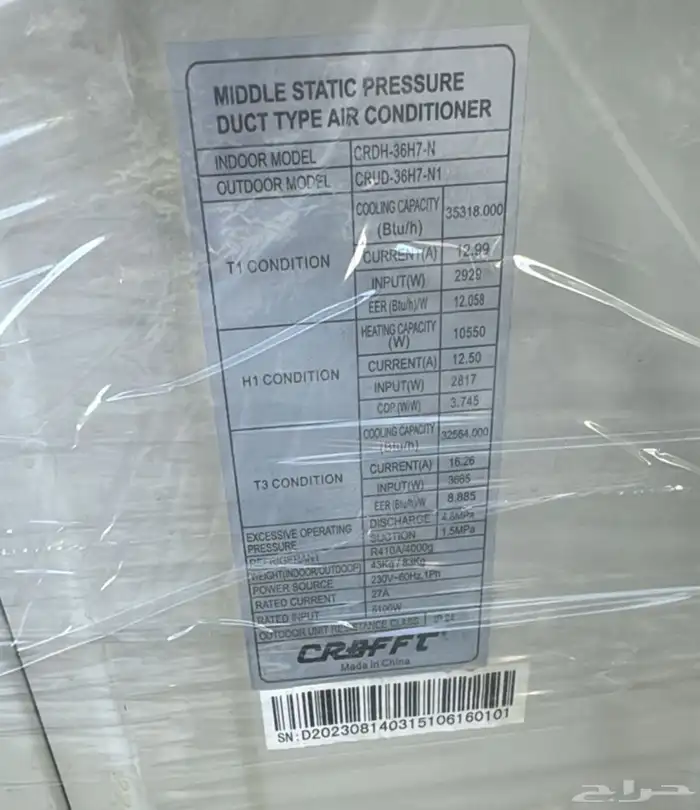 MIDDLE STATIC PRESSURE
DUCT TYPE AIR CONDITIONER
INDOOR MODEL CRDH-36H7-N
OUTDOOR MODEL CRUD-36H7-N1
T1 CONDITION
COOLING CAPACITY (Btu/h) 35318.000
CURRENT(A) 12.99
INPUT(W) 2929
EER (Btu/h)/W 12.058
H1 CONDITION
HEATING CAPACITY (W) 10550
CURRENT(A) 12.50
INPUT(W) 2817
COP (W/W) 3.745
T3 CONDITION
COOLING CAPACITY (Btu/h) 32564.000
CURRENT(A) 16.26
INPUT(W) 3665
EER (Btu/h)/W 8.885
EXCESSIVE OPERATING PRESSURE
DISCHARGE 4.6MPa
SUCTION 1.5MPa
R410A/4000g
WEIGHT(INDOOR/OUTDOOR) 45Kg / 83Kg
POWER SOURCE 230V~60Hz,1Ph
RATED CURRENT 27A
RATED INPUT 6100W
OUTDOOR UNIT RESISTANCE CLASS IP 24
CRAFFT
Made in China
SN:D202308140315106160101
حراج